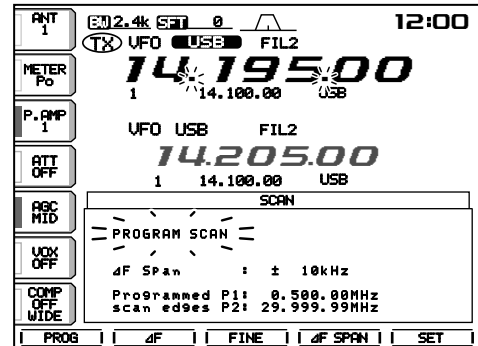 ANT 1
BW 2.4k SFT 0
12:00
TX VFO USB FIL2
METER Po
14.195.00
1 14.100.00 USB
P.AMP 1
VFO USB FIL2
ATT OFF
14.205.00
1 14.100.00 USB
AGC MID
SCAN
PROGRAM SCAN
VOX OFF
ΔF SPan : ± 10kHz
COMP OFF WIDE
Programmed P1: 0.500.00MHz
scan edges P2: 29.999.99MHz
PROG ΔF FINE ΔF SPAN SET